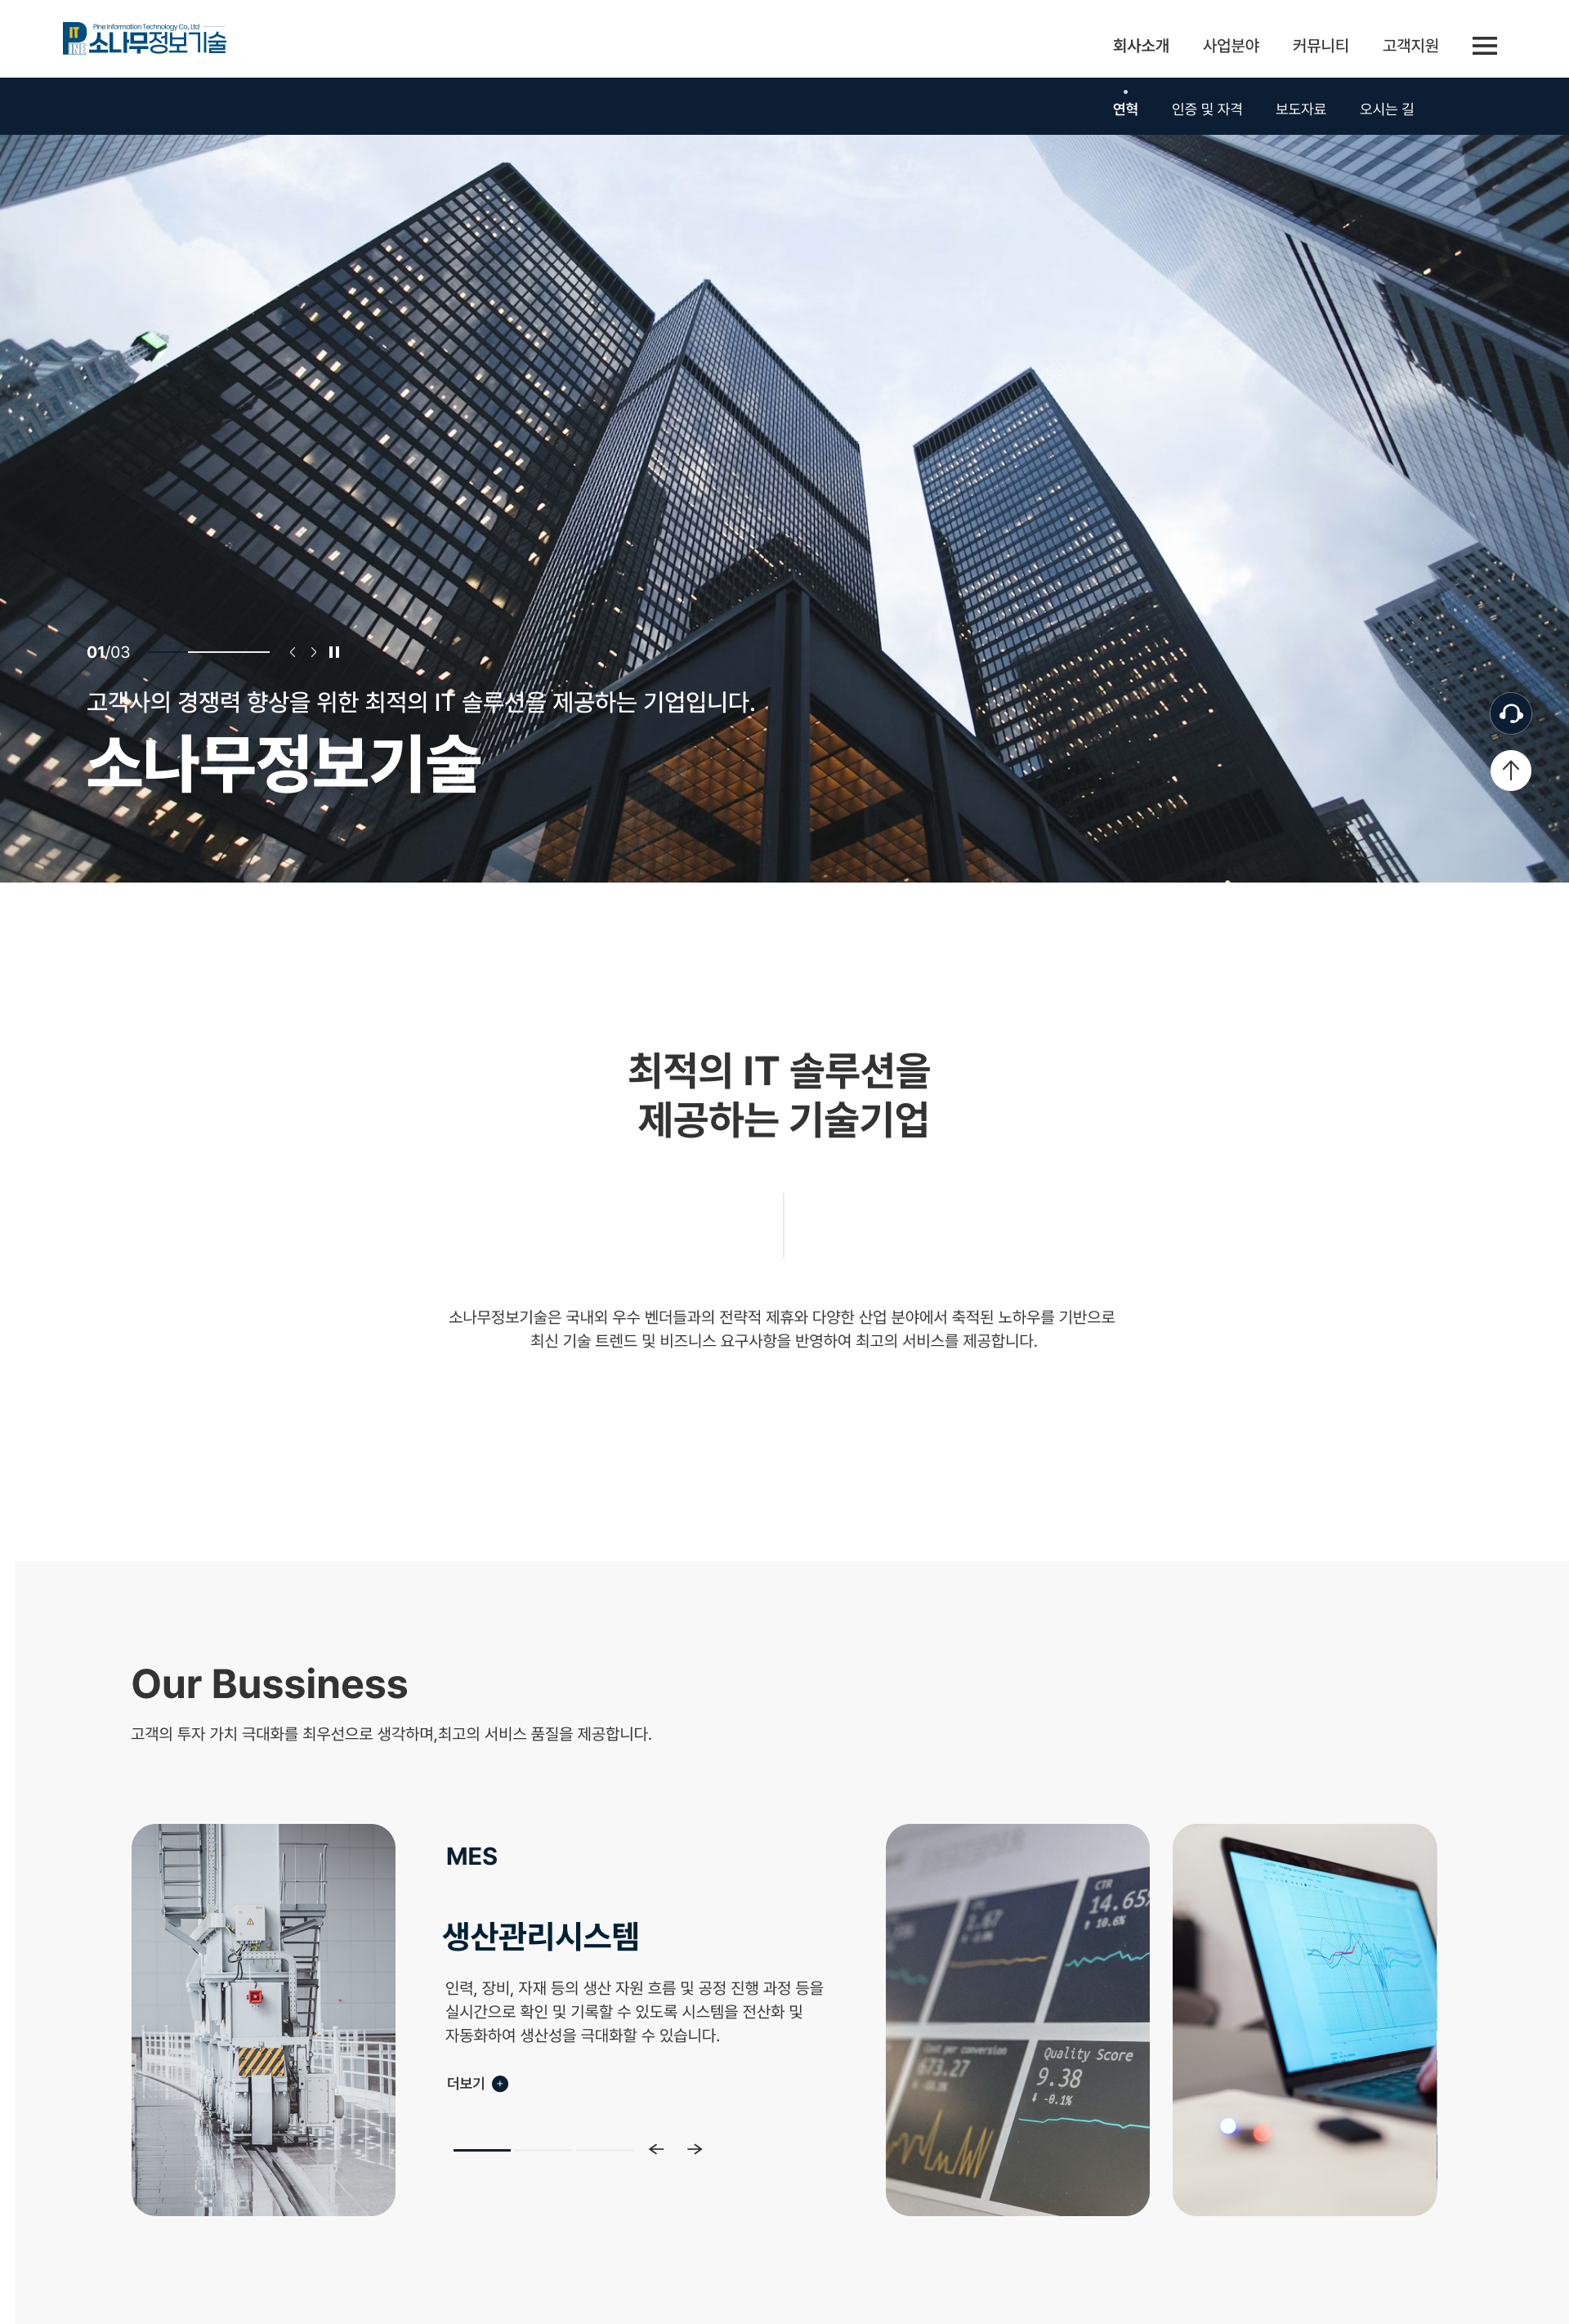 Pine Information Technology Co., Ltd
IT
PINE
소나무정보기술
회사소개
사업분야
커뮤니티
고객지원
연혁
인증 및 자격
보도자료
오시는 길
01/03
고객사의 경쟁력 향상을 위한 최적의 IT 솔루션을 제공하는 기업입니다.
소나무정보기술
최적의 IT 솔루션을
제공하는 기술기업
소나무정보기술은 국내외 우수 벤더들과의 전략적 제휴와 다양한 산업 분야에서 축적된 노하우를 기반으로
최신 기술 트렌드 및 비즈니스 요구사항을 반영하여 최고의 서비스를 제공합니다.
Our Bussiness
고객의 투자 가치 극대화를 최우선으로 생각하며,최고의 서비스 품질을 제공합니다.
MES
생산관리시스템
인력, 장비, 자재 등의 생산 자원 흐름 및 공정 진행 과정 등을
실시간으로 확인 및 기록할 수 있도록 시스템을 전산화 및
자동화하여 생산성을 극대화할 수 있습니다.
더보기
CTR
14.65%
10.6%
Cost per conversion
673.27
Quality Score
9.38
-0.1%